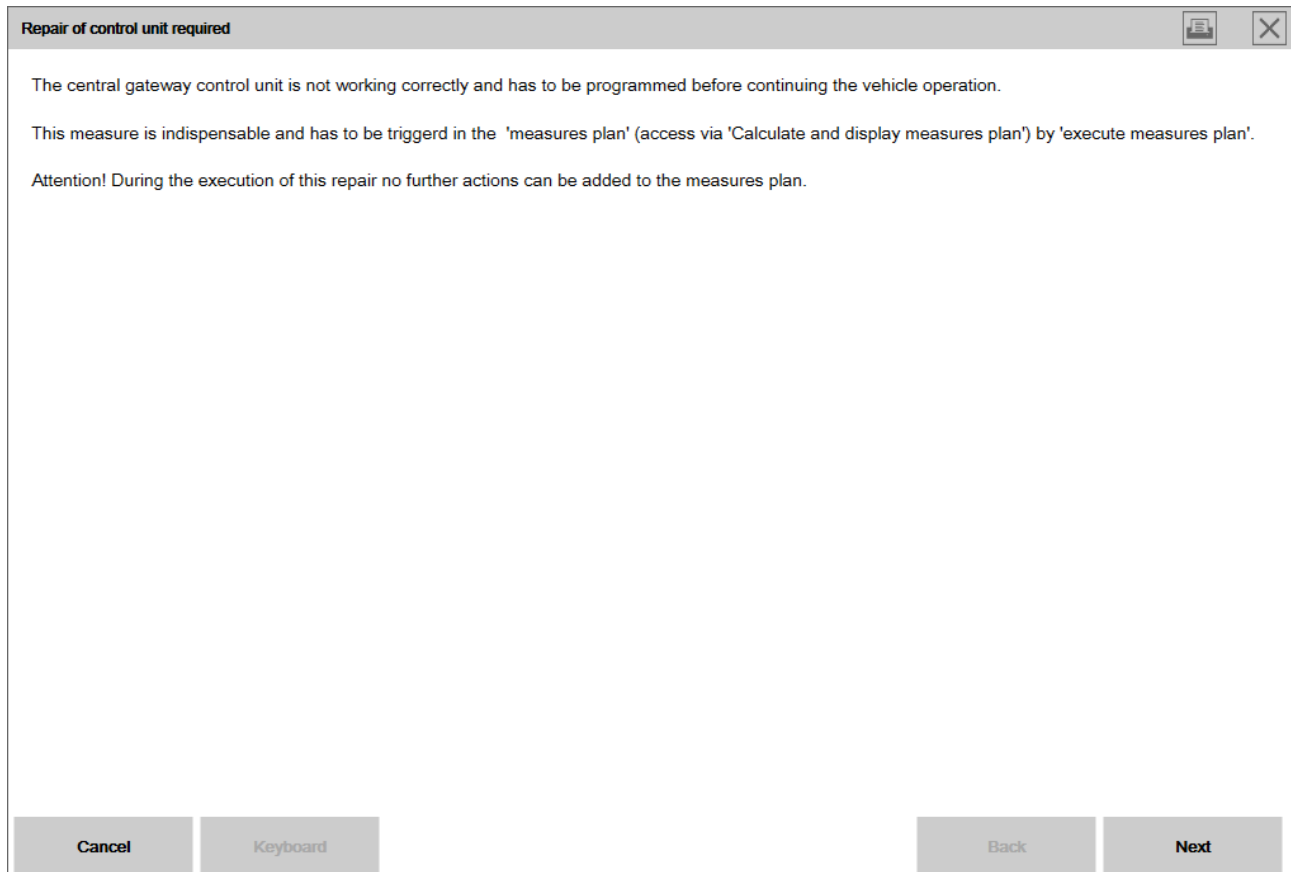 Repair of control unit required
The central gateway control unit is not working correctly and has to be programmed before continuing the vehicle operation.
This measure is indispensable and has to be triggerd in the  'measures plan' (access via 'Calculate and display measures plan') by 'execute measures plan'.
Attention! During the execution of this repair no further actions can be added to the measures plan.
Cancel
Keyboard
Back
Next